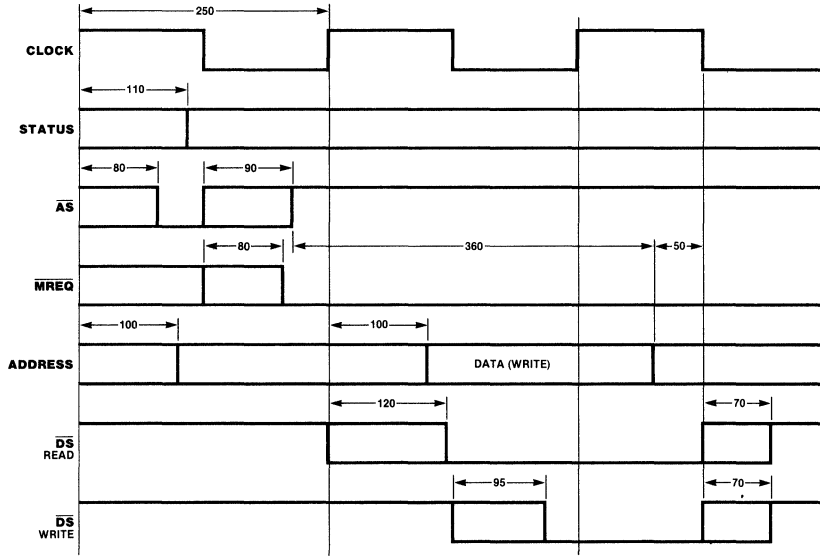 250
CLOCK
110
STATUS
80 90
AS
80 360 50
MREQ
100 100
ADDRESS DATA (WRITE)
120 70
DS
READ
95 70
DS
WRITE